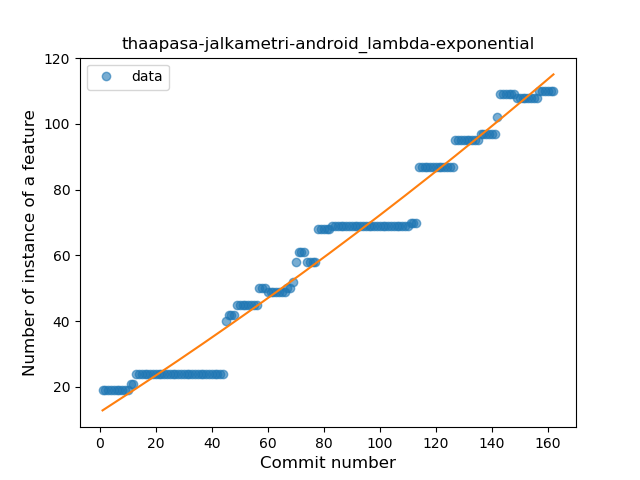 thaapasa-jalkametri-android_lambda-exponential
data
Number of instance of a feature
120
100
80
60
40
20
0 20 40 60 80 100 120 140 160
Commit number